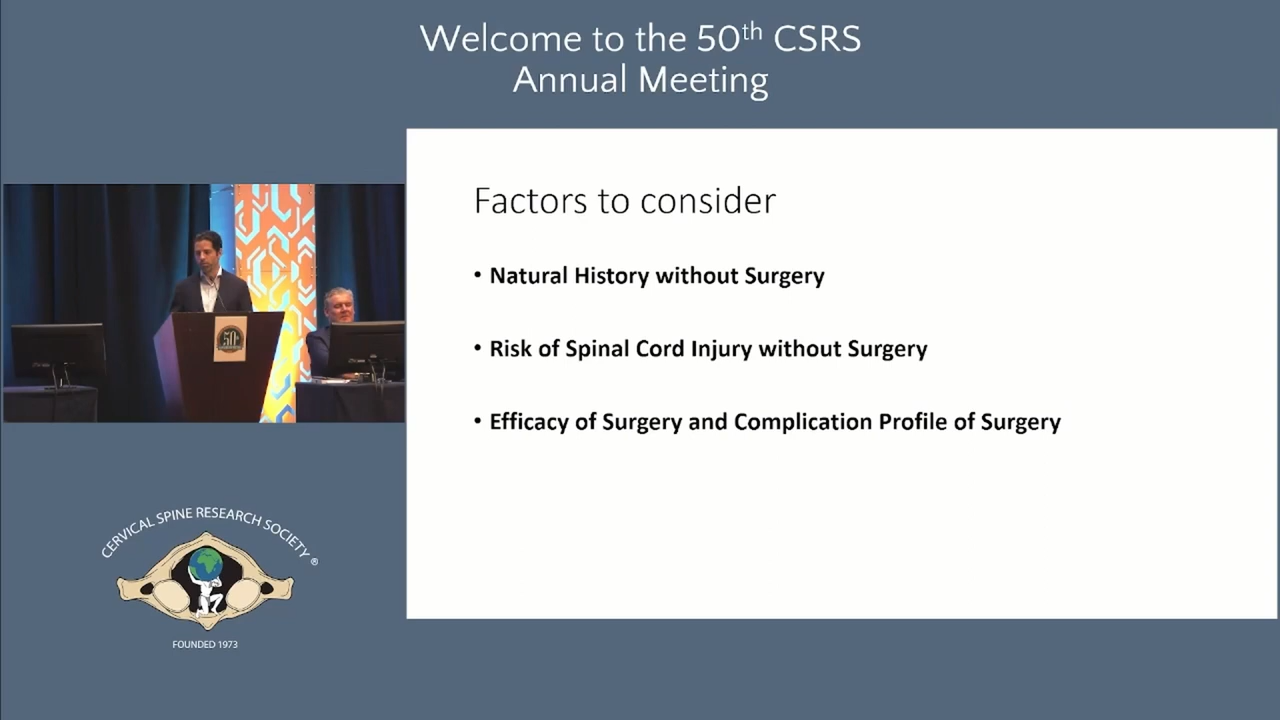 Welcome to the 50th CSRS
Annual Meeting
Factors to consider
• Natural History without Surgery
• Risk of Spinal Cord Injury without Surgery
• Efficacy of Surgery and Complication Profile of Surgery
50
CERVICAL SPINE RESEARCH SOCIETY ®
FOUNDED 1973